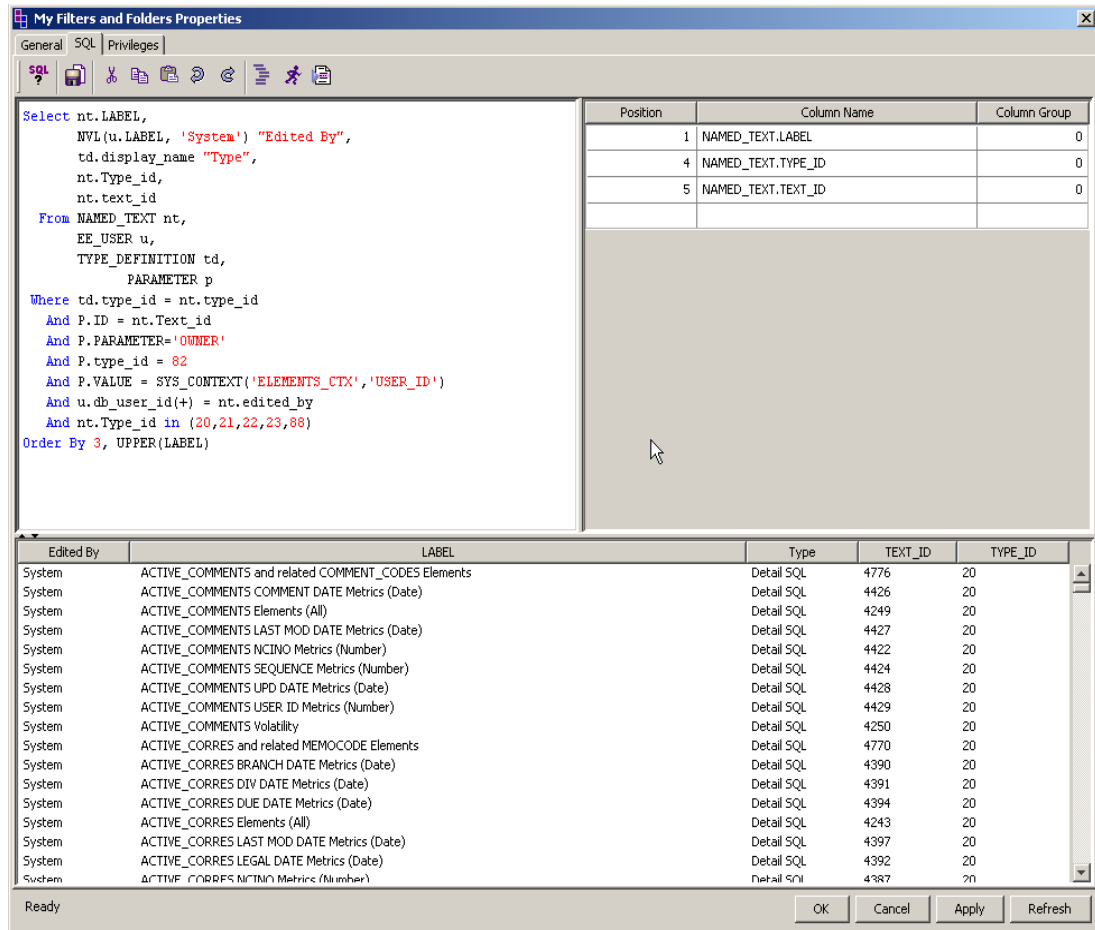 My Filters and Folders Properties
General SQL Privileges
SQL ?
Select nt.LABEL,
NVL(u.LABEL, 'System') "Edited By",
td.display_name "Type",
nt.Type_id,
nt.text_id
From NAMED_TEXT nt,
EE_USER u,
TYPE_DEFINITION td,
PARAMETER p
Where td.type_id = nt.type_id
And P.ID = nt.Text_id
And P.PARAMETER='OWNER'
And P.type_id = 82
And P.VALUE = SYS_CONTEXT('ELEMENTS_CTX','USER_ID')
And u.db_user_id(+) = nt.edited_by
And nt.Type_id in (20,21,22,23,88)
Order By 3, UPPER(LABEL)
Position Column Name Column Group
1 NAMED_TEXT.LABEL 0
4 NAMED_TEXT.TYPE_ID 0
5 NAMED_TEXT.TEXT_ID 0
Edited By LABEL Type TEXT_ID TYPE_ID
System ACTIVE_COMMENTS and related COMMENT_CODES Elements Detail SQL 4776 20
System ACTIVE_COMMENTS COMMENT DATE Metrics (Date) Detail SQL 4426 20
System ACTIVE_COMMENTS Elements (All) Detail SQL 4249 20
System ACTIVE_COMMENTS LAST MOD DATE Metrics (Date) Detail SQL 4427 20
System ACTIVE_COMMENTS NCINO Metrics (Number) Detail SQL 4422 20
System ACTIVE_COMMENTS SEQUENCE Metrics (Number) Detail SQL 4424 20
System ACTIVE_COMMENTS UPD DATE Metrics (Date) Detail SQL 4428 20
System ACTIVE_COMMENTS USER ID Metrics (Number) Detail SQL 4429 20
System ACTIVE_COMMENTS Volatility Detail SQL 4250 20
System ACTIVE_CORRES and related MEMOCODE Elements Detail SQL 4770 20
System ACTIVE_CORRES BRANCH DATE Metrics (Date) Detail SQL 4390 20
System ACTIVE_CORRES DIV DATE Metrics (Date) Detail SQL 4391 20
System ACTIVE_CORRES DUE DATE Metrics (Date) Detail SQL 4394 20
System ACTIVE_CORRES Elements (All) Detail SQL 4243 20
System ACTIVE_CORRES LAST MOD DATE Metrics (Date) Detail SQL 4397 20
System ACTIVE_CORRES LEGAL DATE Metrics (Date) Detail SQL 4392 20
System ACTIVE_CORRES NCINO Metrics (Number) Detail SQL 4387 20
Ready OK Cancel Apply Refresh